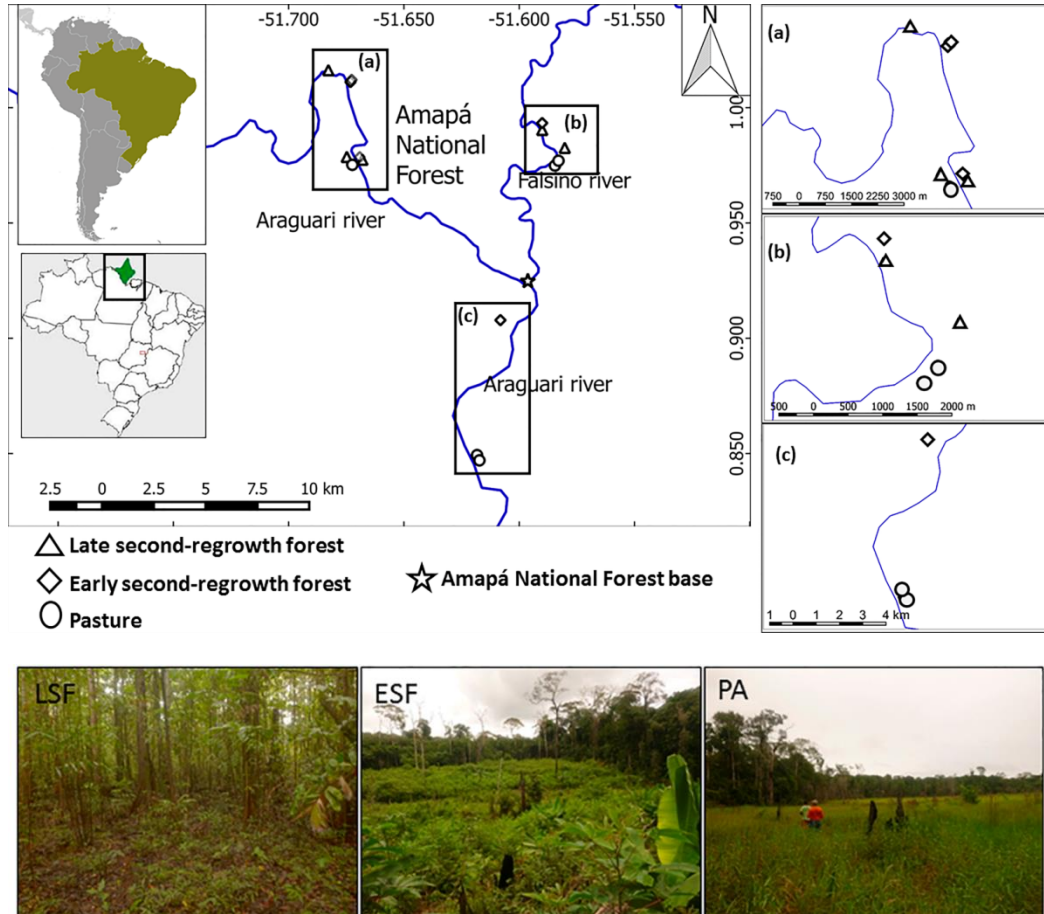 -51.700 -51.650 -51.600 -51.550
N
(a)
Amapá
National
Forest
(b)
Falsino river
Araguari river
(c)
Araguari river
1.00
0.950
0.900
0.850
2.5 0 2.5 5 7.5 10 km
(a)
750 0 750 1500 2250 3000 m
(b)
500 0 500 1000 1500 2000 m
(c)
1 0 1 2 3 4 km
Late second-regrowth forest
Early second-regrowth forest
Amapá National Forest base
Pasture
LSF
ESF
PA